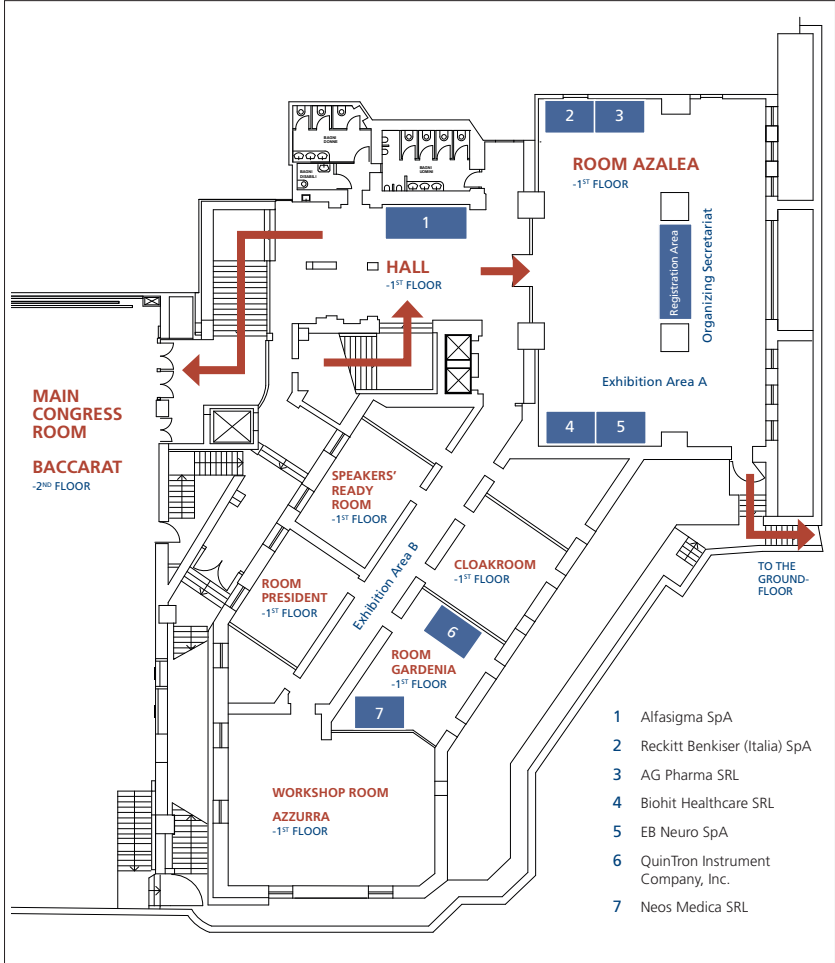 BAGNI
DONNE
BAGNI
DISABILI
BAGNI
UOMINI
1
HALL
-1ST FLOOR
2
3
ROOM AZALEA
-1ST FLOOR
Registration Area
Organizing Secretariat
Exhibition Area A
4
5
MAIN
CONGRESS
ROOM
BACCARAT
-2ND FLOOR
SPEAKERS'
READY
ROOM
-1ST FLOOR
ROOM
PRESIDENT
-1ST FLOOR
Exhibition Area B
CLOAKROOM
-1ST FLOOR
6
ROOM
GARDENIA
-1ST FLOOR
7
TO THE
GROUND-
FLOOR
WORKSHOP ROOM
AZZURRA
-1ST FLOOR
1 Alfasigma SpA
2 Reckitt Benkiser (Italia) SpA
3 AG Pharma SRL
4 Biohit Healthcare SRL
5 EB Neuro SpA
6 QuinTron Instrument
Company, Inc.
7 Neos Medica SRL